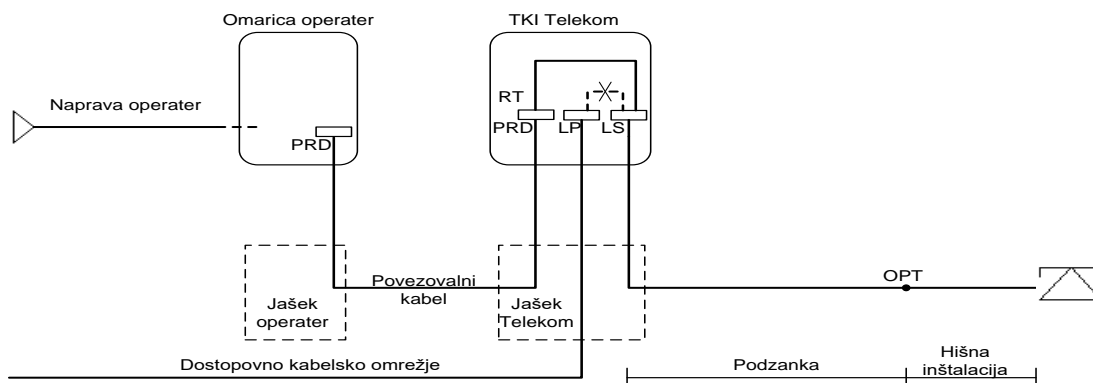 Omarica operater
TKI Telekom
Naprava operater
RT
PRD
PRD
LP
LS
Jašek
operater
Povezovalni
kabel
Jašek
Telekom
OPT
Dostopovno kabelsko omrežje
Podzanka
Hišna
inštalacija